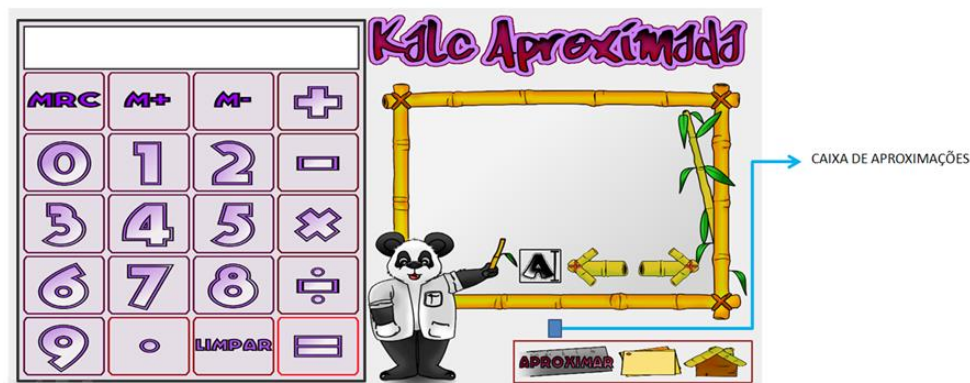 Kalc Aproximada
MRC M+ M- +
0 1 2 -
3 4 5 ×
6 7 8 ÷
9 . LIMPAR =
A
APROXIMAR
CAIXA DE APROXIMAÇÕES